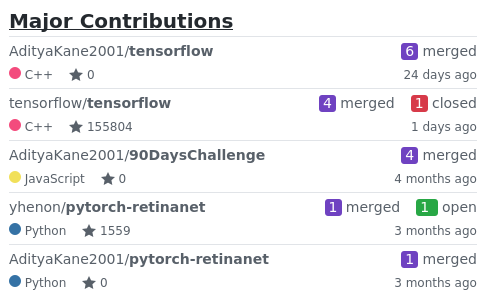 Major Contributions
AdityaKane2001/tensorflow 6 merged
C++ 0 24 days ago
tensorflow/tensorflow 4 merged 1 closed
C++ 155804 1 days ago
AdityaKane2001/90DaysChallenge 4 merged
JavaScript 0 4 months ago
yhenon/pytorch-retinanet 1 merged 1 open
Python 1559 3 months ago
AdityaKane2001/pytorch-retinanet 1 merged
Python 0 3 months ago